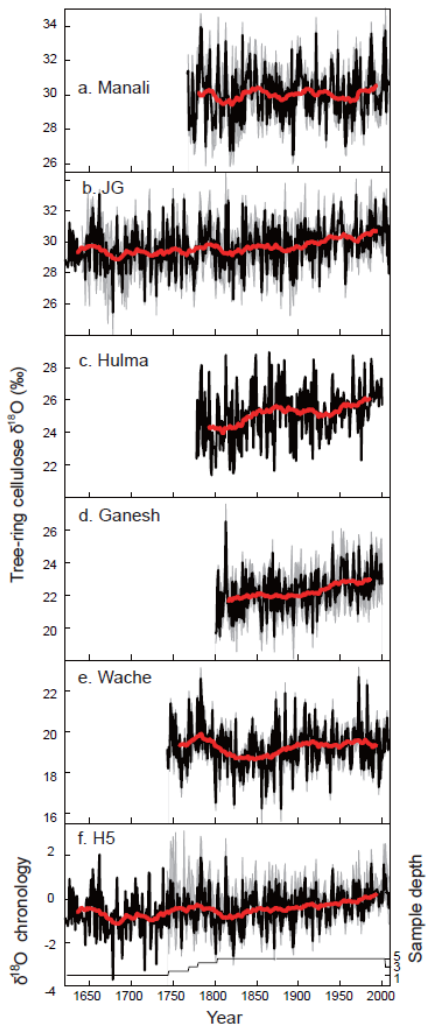 34
32
30
28
26
a. Manali
b. JG
32
30
28
26
c. Hulma
28
26
24
22
d. Ganesh
26
24
22
20
e. Wache
22
20
18
16
f. H5
2
0
-2
-4
5
3
1
1650 1700 1750 1800 1850 1900 1950 2000
Year
Tree-ring cellulose δ¹⁸O (‰)
δ¹⁸O chronology
Sample depth